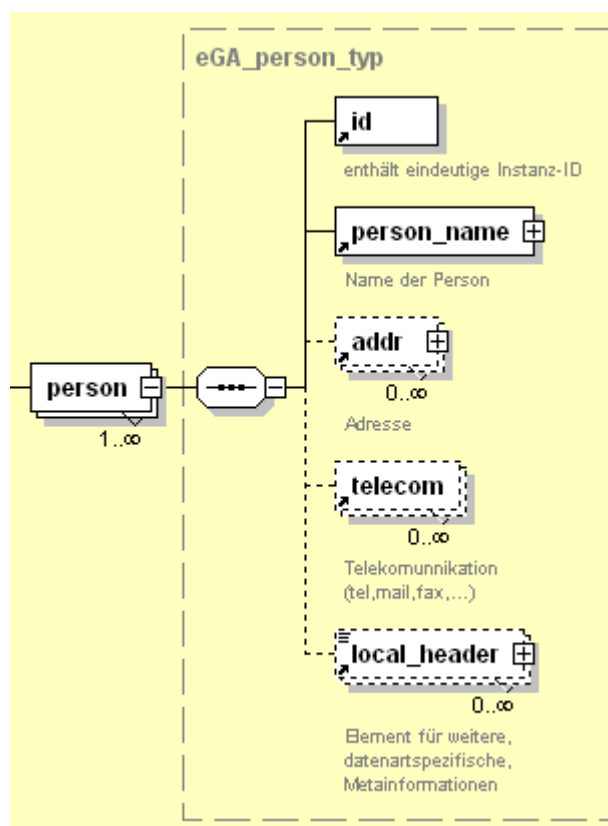 eGA_person_typ
id
enthält eindeutige Instanz-ID
person_name
Name der Person
addr
0..∞
Adresse
person
1..∞
telecom
0..∞
Telekomunnikation
(tel,mail,fax,...)
local_header
0..∞
Element für weitere,
datenartspezifische,
Metainformationen